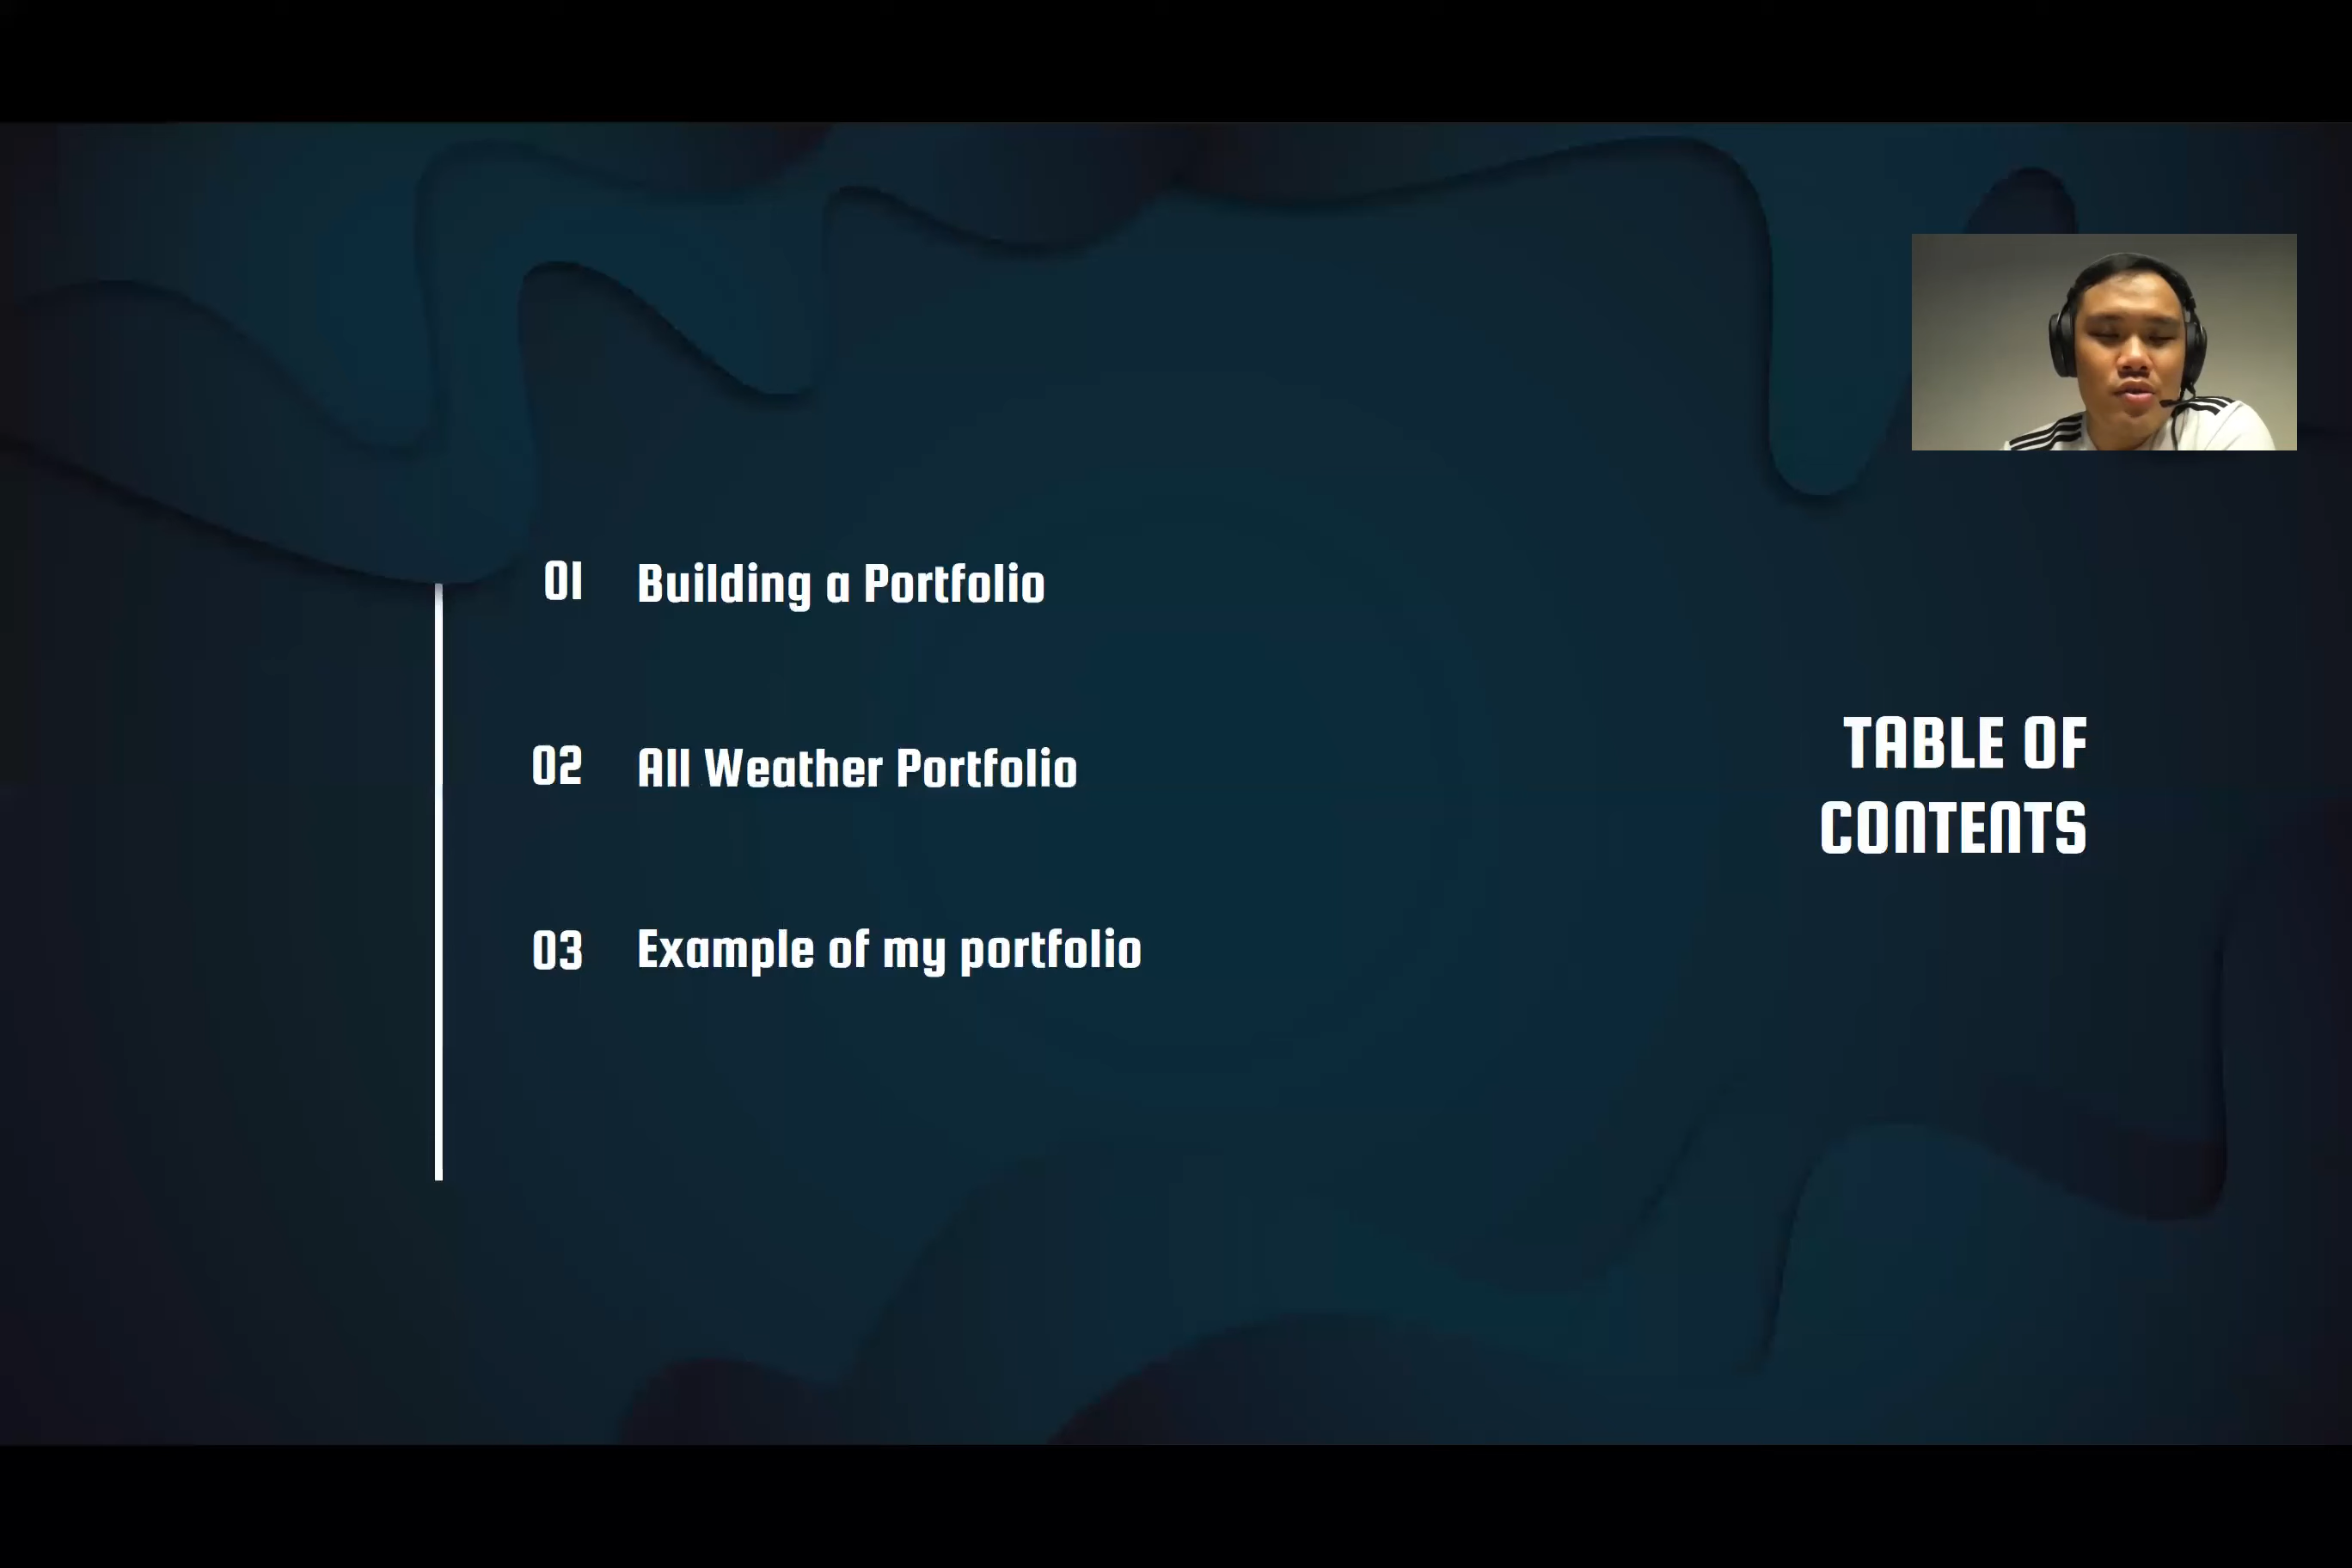 01 Building a Portfolio
02 All Weather Portfolio
03 Example of my portfolio
TABLE OF
CONTENTS